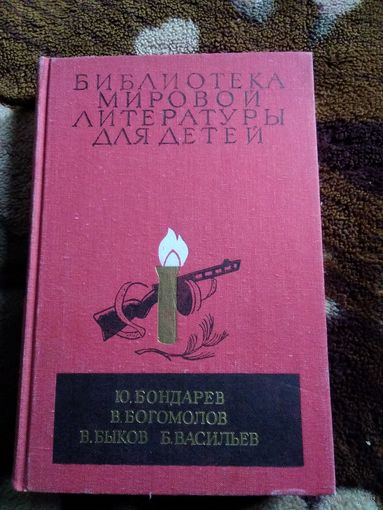 БИБЛИОТЕКА
МИРОВОЙ
ЛИТЕРАТУРЫ
ДЛЯ ДЕТЕЙ
Ю. БОНДАРЕВ
В. БОГОМОЛОВ
В. БЫКОВ Б. ВАСИЛЬЕВ